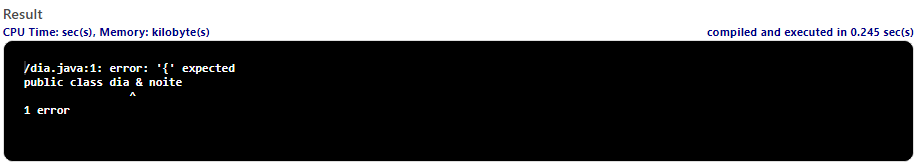 Result
CPU Time: sec(s), Memory: kilobyte(s) compiled and executed in 0.245 sec(s)
/dia.java:1: error: '{' expected
public class dia & noite
^
1 error